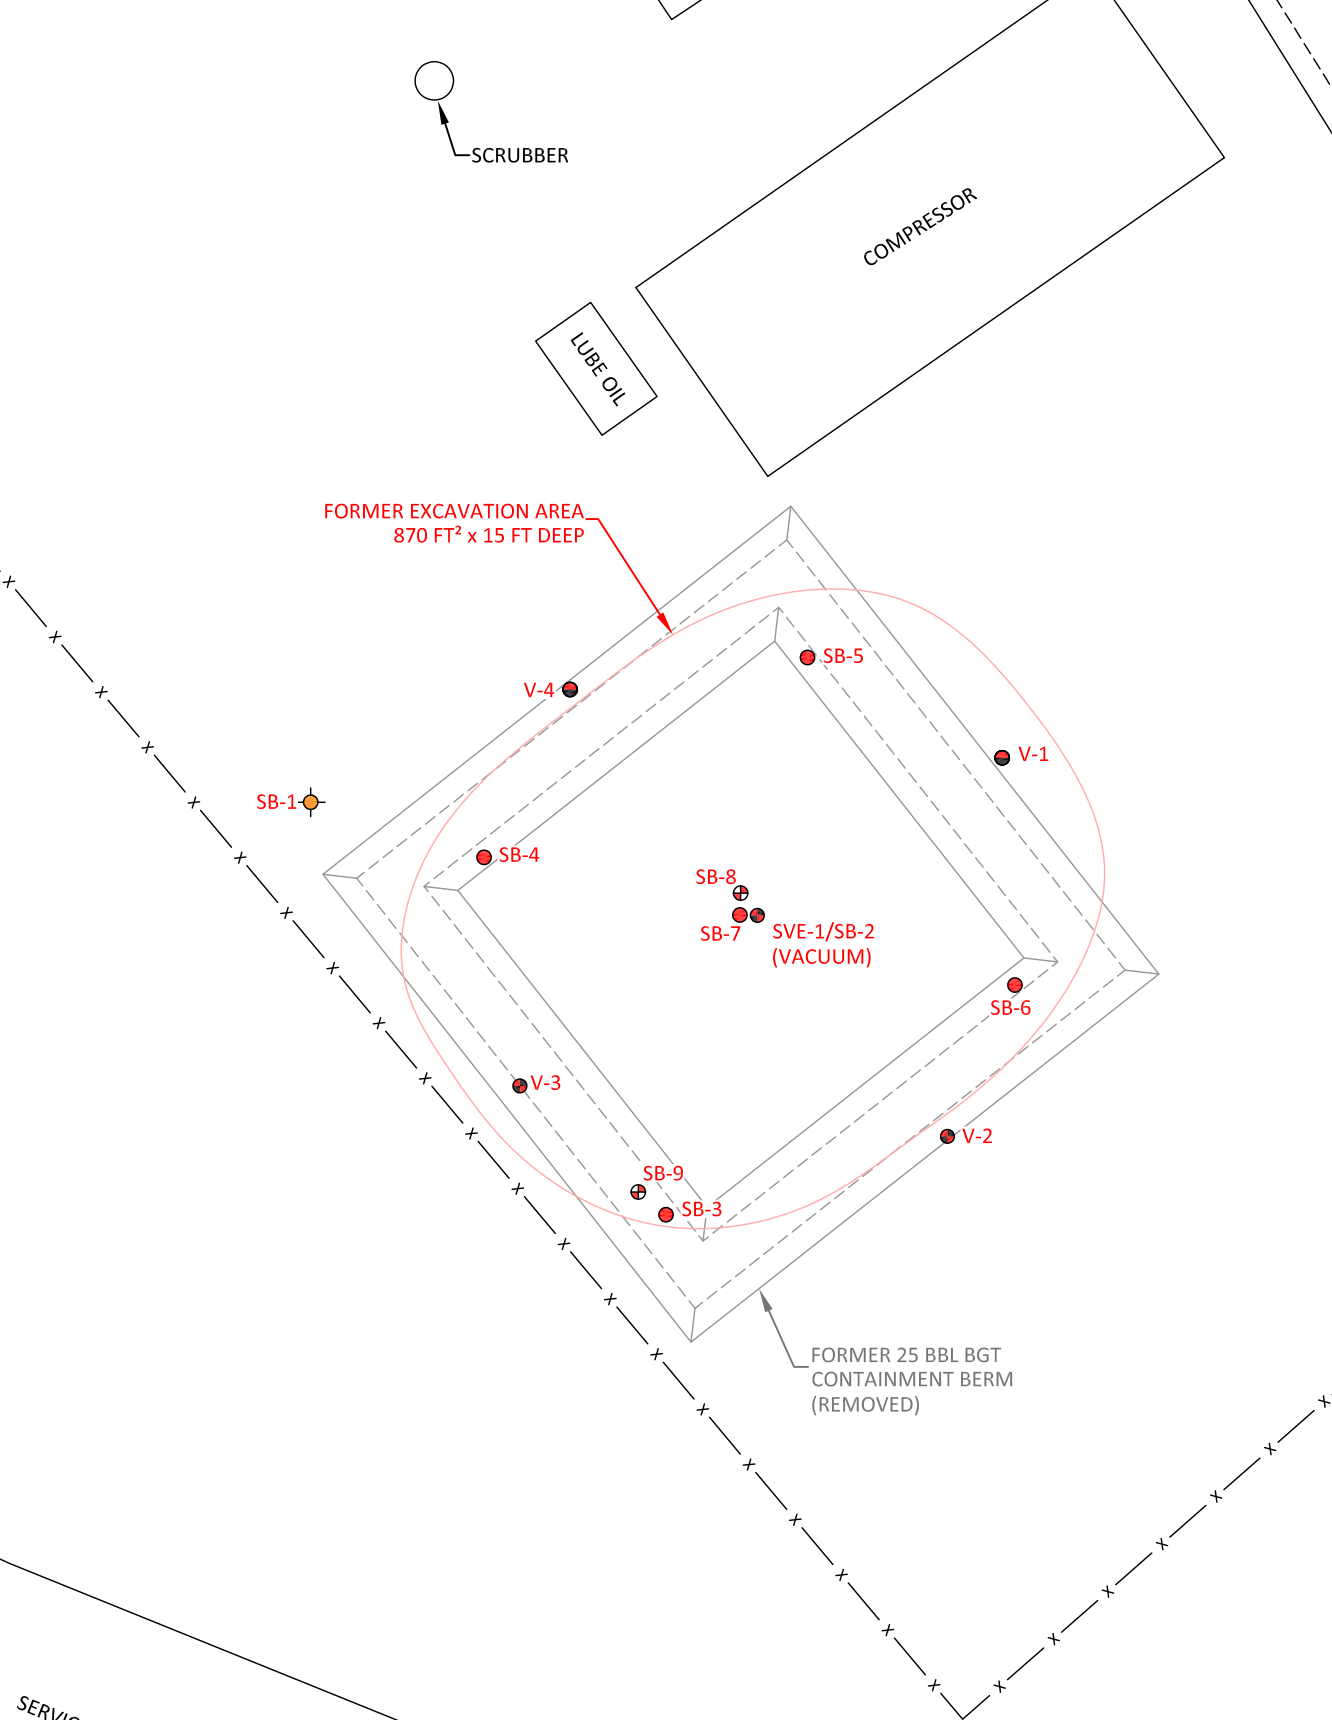 SCRUBBER
COMPRESSOR
LUBE OIL
FORMER EXCAVATION AREA
870 FT² x 15 FT DEEP
SB-5
V-4
V-1
SB-1
SB-4
SB-8
SB-7
SVE-1/SB-2
(VACUUM)
SB-6
V-3
V-2
SB-9
SB-3
FORMER 25 BBL BGT
CONTAINMENT BERM
(REMOVED)